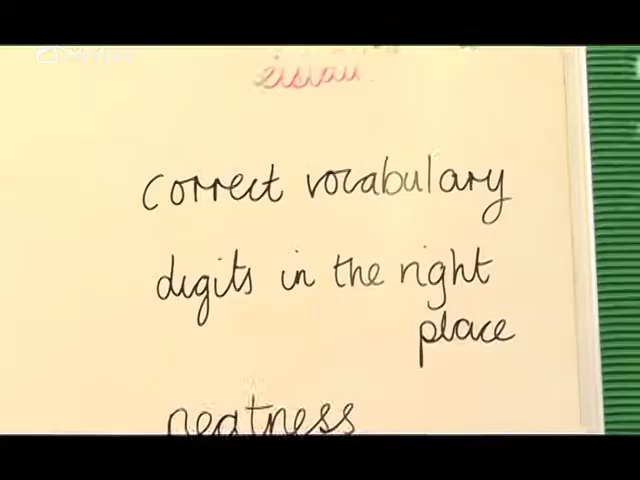 correct vocabulary
digits in the right
place
neatness